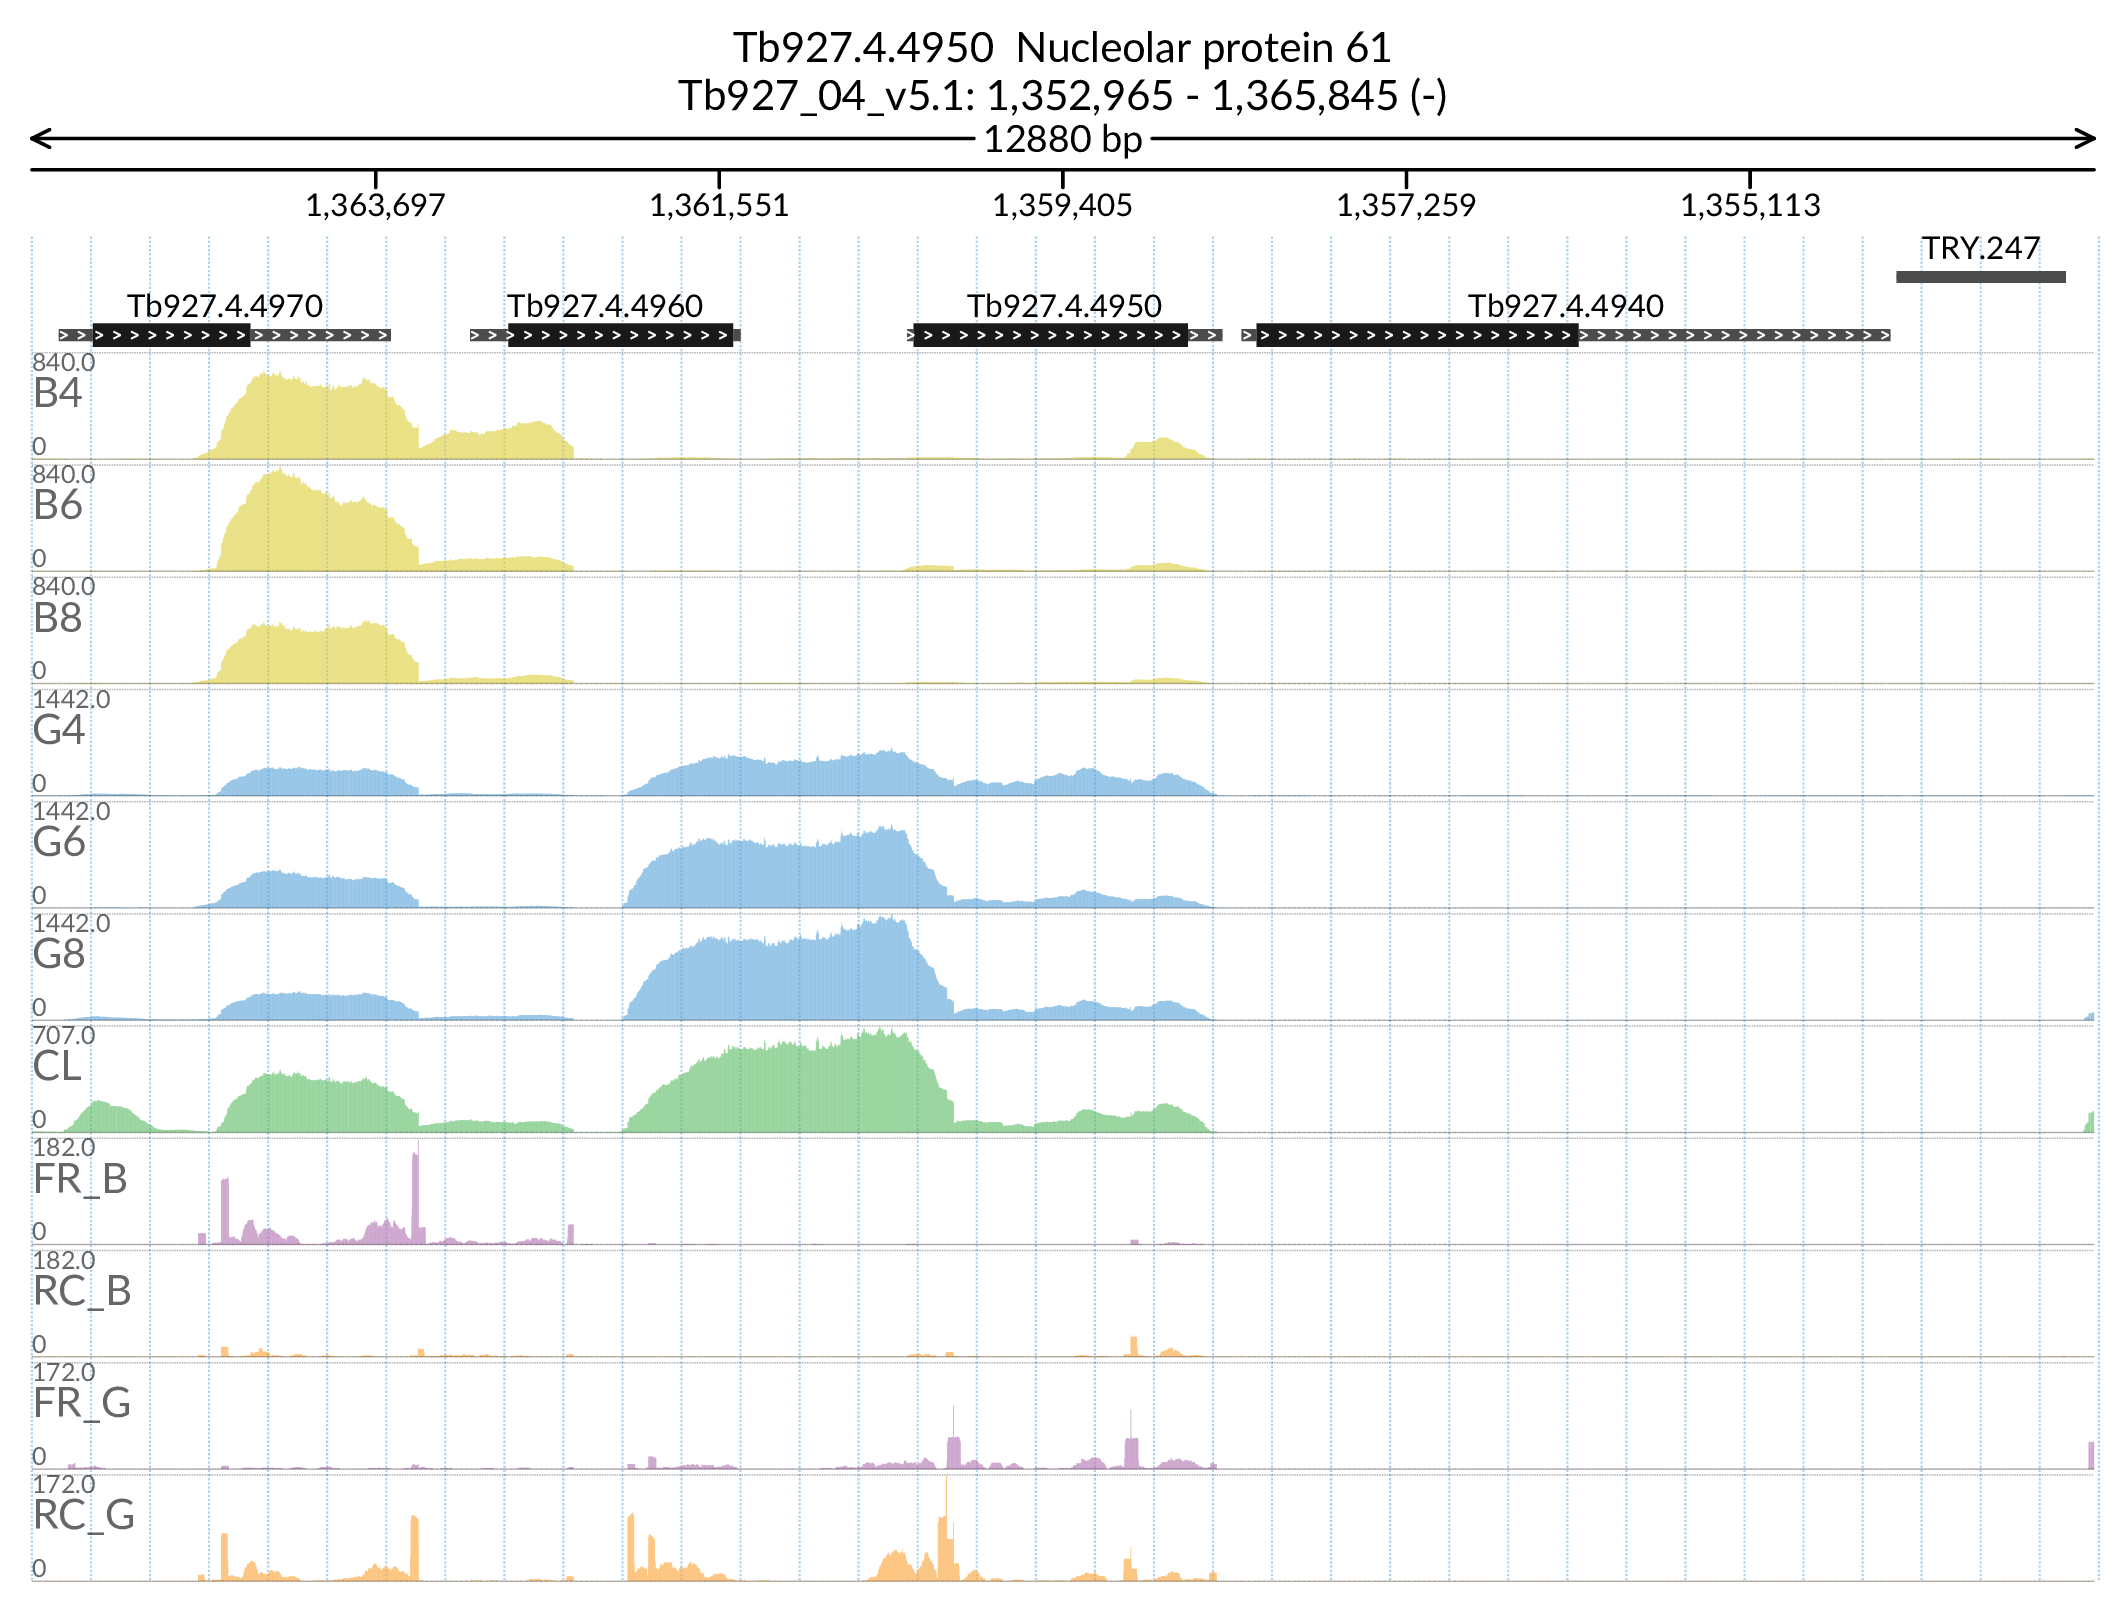 Tb927.4.4950 Nucleolar protein 61
Tb927_04_v5.1: 1,352,965 - 1,365,845 (-)
12880 bp
1,363,697 1,361,551 1,359,405 1,357,259 1,355,113
TRY.247
Tb927.4.4970 Tb927.4.4960 Tb927.4.4950 Tb927.4.4940
840.0
B4
0
840.0
B6
0
840.0
B8
0
1442.0
G4
0
1442.0
G6
0
1442.0
G8
0
707.0
CL
0
182.0
FR_B
0
182.0
RC_B
0
172.0
FR_G
0
172.0
RC_G
0